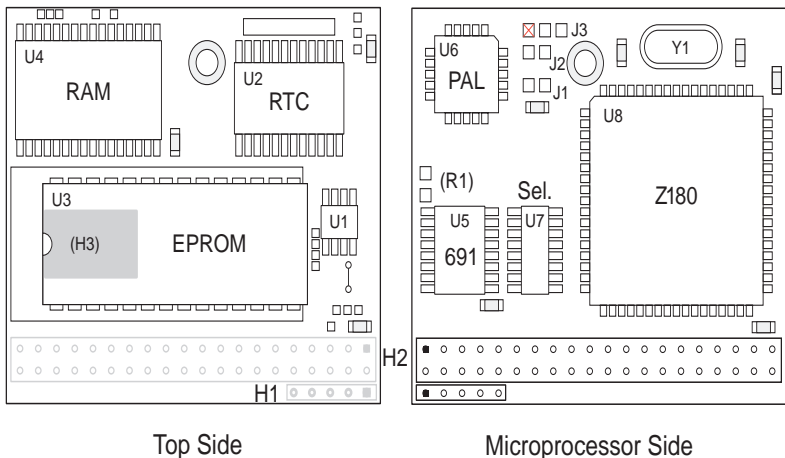 U4
RAM
U2
RTC
U3
(H3)
EPROM
U1
H1
Top Side
U6
PAL
J3
J2
J1
Y1
U8
Z180
(R1)
Sel.
U5
691
U7
H2
Microprocessor Side